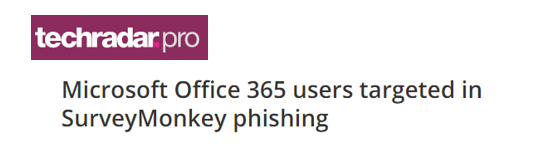 techradar.pro
Microsoft Office 365 users targeted in
SurveyMonkey phishing